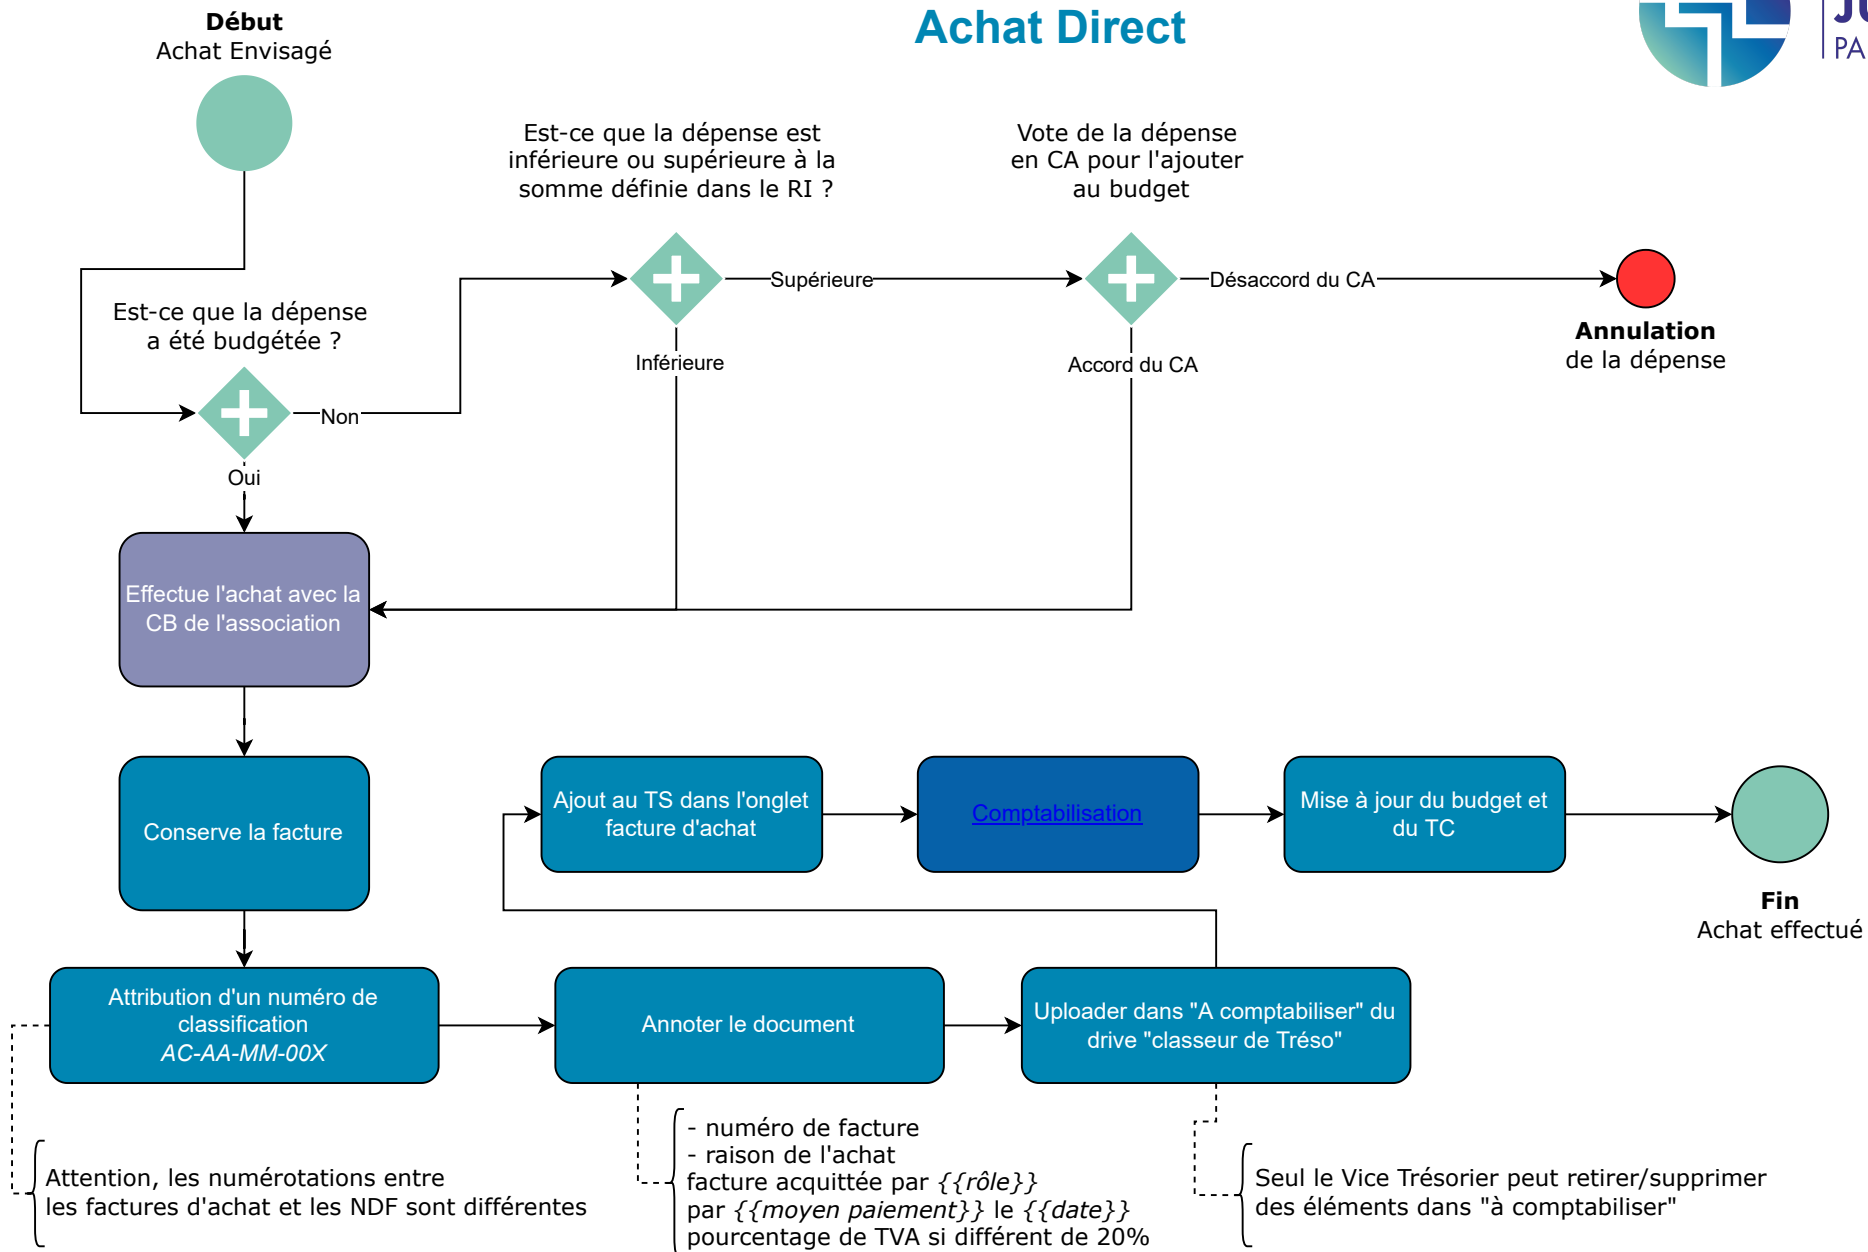 Achat Direct
PA
Début
Achat Envisagé
Est-ce que la dépense est
inférieure ou supérieure à la
somme définie dans le RI ?
Vote de la dépense
en CA pour l'ajouter
au budget
Supérieure
Désaccord du CA
Annulation
de la dépense
Est-ce que la dépense
a été budgétée ?
Inférieure
Accord du CA
Non
Oui
Effectue l'achat avec la
CB de l'association
Conserve la facture
Ajout au TS dans l'onglet
facture d'achat
Comptabilisation
Mise à jour du budget et
du TC
Fin
Achat effectué
Attribution d'un numéro de
classification
AC-AA-MM-00X
Annoter le document
Uploader dans "A comptabiliser" du
drive "classeur de Tréso"
Attention, les numérotations entre
les factures d'achat et les NDF sont différentes
- numéro de facture
- raison de l'achat
facture acquittée par {{rôle}}
par {{moyen paiement}} le {{date}}
pourcentage de TVA si différent de 20%
Seul le Vice Trésorier peut retirer/supprimer
des éléments dans "à comptabiliser"